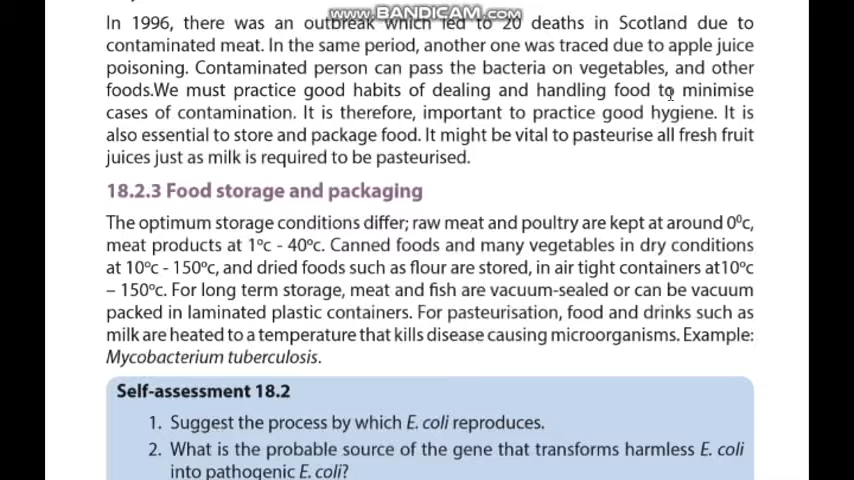 WWW.BANDICAM.COM
In 1996, there was an outbreak which led to 20 deaths in Scotland due to
contaminated meat. In the same period, another one was traced due to apple juice
poisoning. Contaminated person can pass the bacteria on vegetables, and other
foods.We must practice good habits of dealing and handling food to minimise
cases of contamination. It is therefore, important to practice good hygiene. It is
also essential to store and package food. It might be vital to pasteurise all fresh fruit
juices just as milk is required to be pasteurised.
18.2.3 Food storage and packaging
The optimum storage conditions differ; raw meat and poultry are kept at around 0⁰c,
meat products at 1ºc - 40ºc. Canned foods and many vegetables in dry conditions
at 10ºc - 150ºc, and dried foods such as flour are stored, in air tight containers at10ºc
– 150ºc. For long term storage, meat and fish are vacuum-sealed or can be vacuum
packed in laminated plastic containers. For pasteurisation, food and drinks such as
milk are heated to a temperature that kills disease causing microorganisms. Example:
Mycobacterium tuberculosis.
Self-assessment 18.2
1. Suggest the process by which E. coli reproduces.
2. What is the probable source of the gene that transforms harmless E. coli
into pathogenic E. coli?